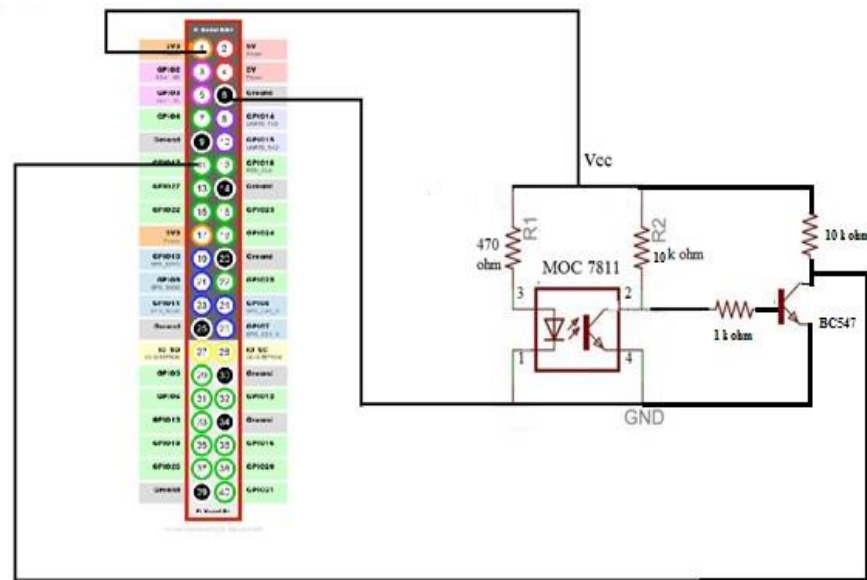 3V3
1
2
5V
Power
GPIO2
3
4
5V
Power
GPIO3
5
6
Ground
GPIO4
7
8
GPIO14
Ground
9
10
GPIO15
11
12
GPIO18
GPIO27
13
14
Ground
GPIO22
15
16
GPIO23
3V3
Power
17
18
GPIO24
GPIO10
19
20
Ground
GPIO9
21
22
GPIO25
GPIO11
23
24
GPIO8
Ground
25
26
GPIO7
27
28
GPIO5
29
30
Ground
GPIO6
31
32
GPIO12
GPIO13
33
34
Ground
GPIO19
35
36
GPIO16
37
38
GPIO20
Ground
39
40
GPIO21
Vcc
470
ohm
R1
R2
10 k ohm
10 k ohm
MOC 7811
3
2
1
4
1 k ohm
BC547
GND